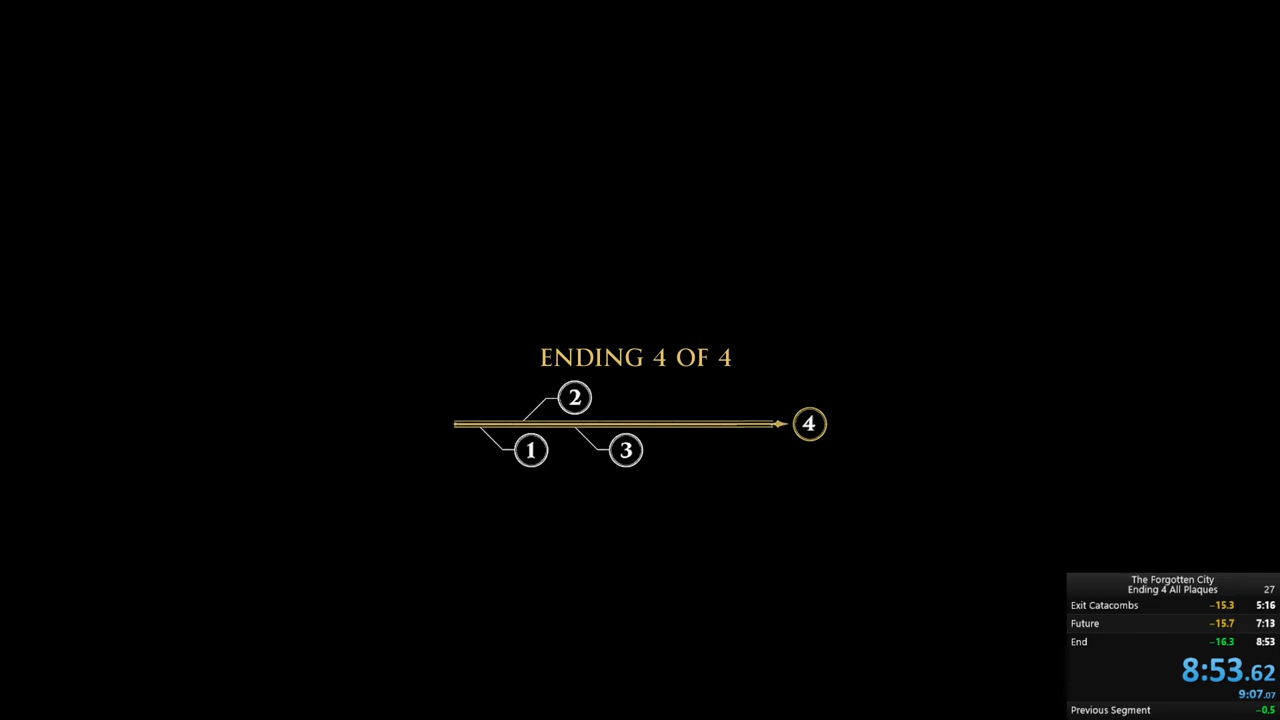 ENDING 4 OF 4
2
4
1
3
The Forgotten City
Ending 4 All Plaques 27
Exit Catacombs −15.3 5:16
Future −15.7 7:13
End −16.3 8:53
8:53.62
9:07.07
Previous Segment −0.5